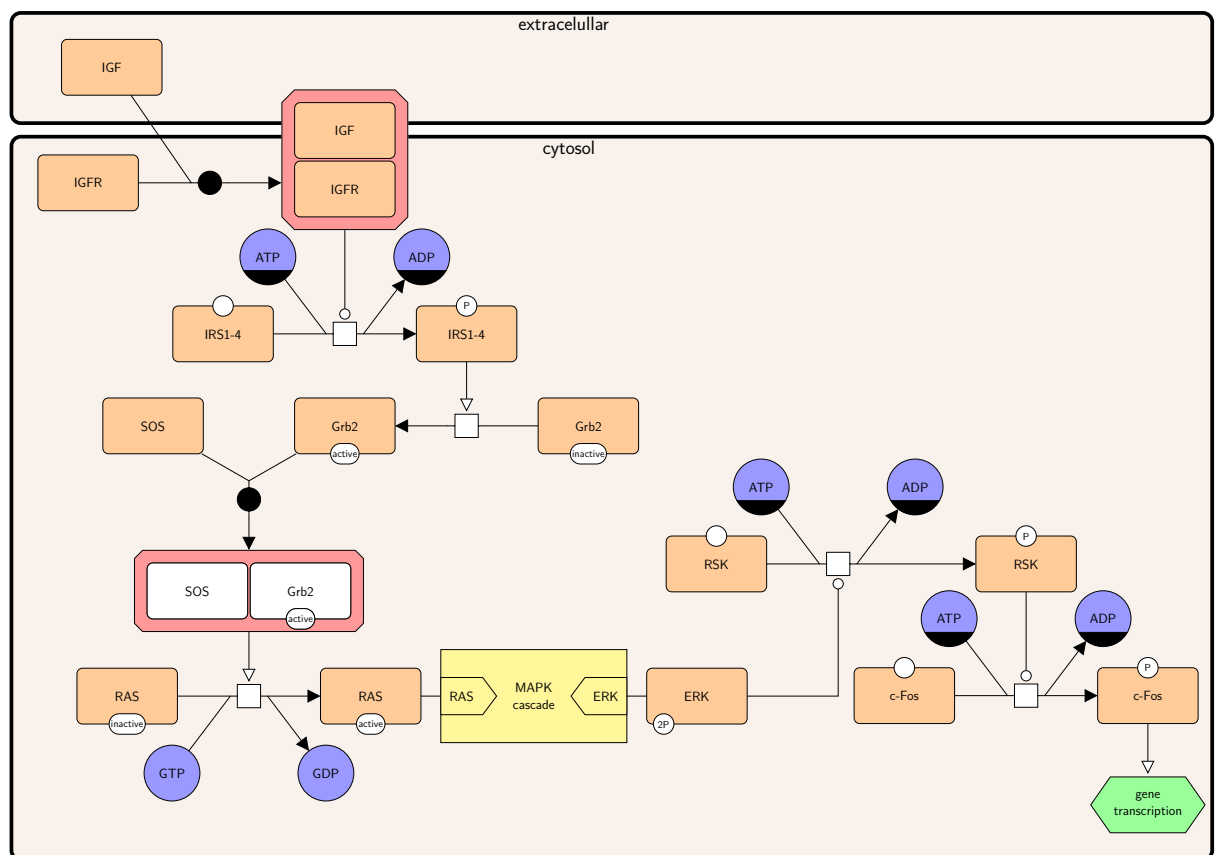 extracelullar
IGF
IGF
cytosol
IGFR
IGFR
ATP
ADP
P
IRS1-4
IRS1-4
SOS
Grb2
active
Grb2
inactive
ATP
ADP
P
RSK
RSK
SOS
Grb2
active
ATP
ADP
P
RAS
inactive
RAS
active
RAS
MAPK
cascade
ERK
ERK
2P
c-Fos
c-Fos
GTP
GDP
gene
transcription